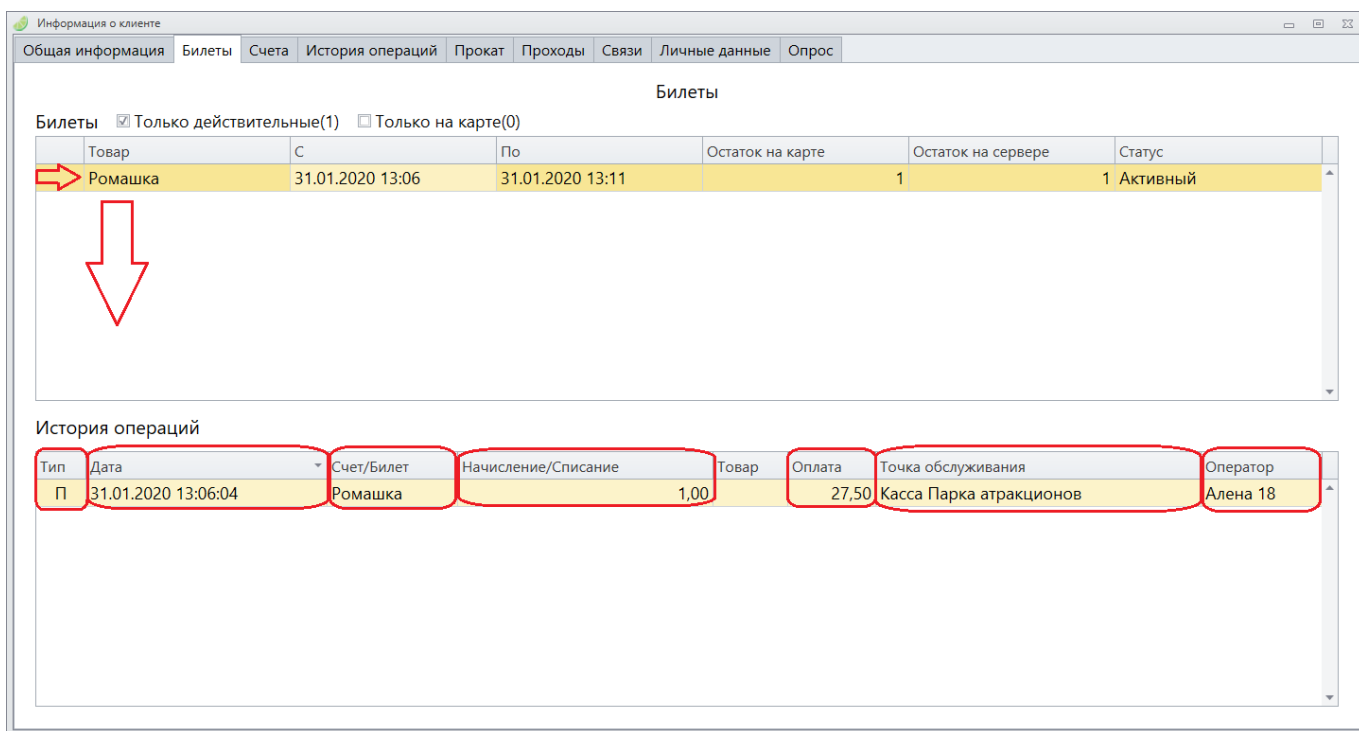 Информация о клиенте
Общая информация Билеты Счета История операций Прокат Проходы Связи Личные данные Опрос
Билеты
Билеты Только действительные(1) Только на карте(0)
Товар С По Остаток на карте Остаток на сервере Статус
Ромашка 31.01.2020 13:06 31.01.2020 13:11 1 1 Активный
История операций
Тип Дата Счет/Билет Начисление/Списание Товар Оплата Точка обслуживания Оператор
П 31.01.2020 13:06:04 Ромашка 1,00 27,50 Касса Парка атракционов Алена 18